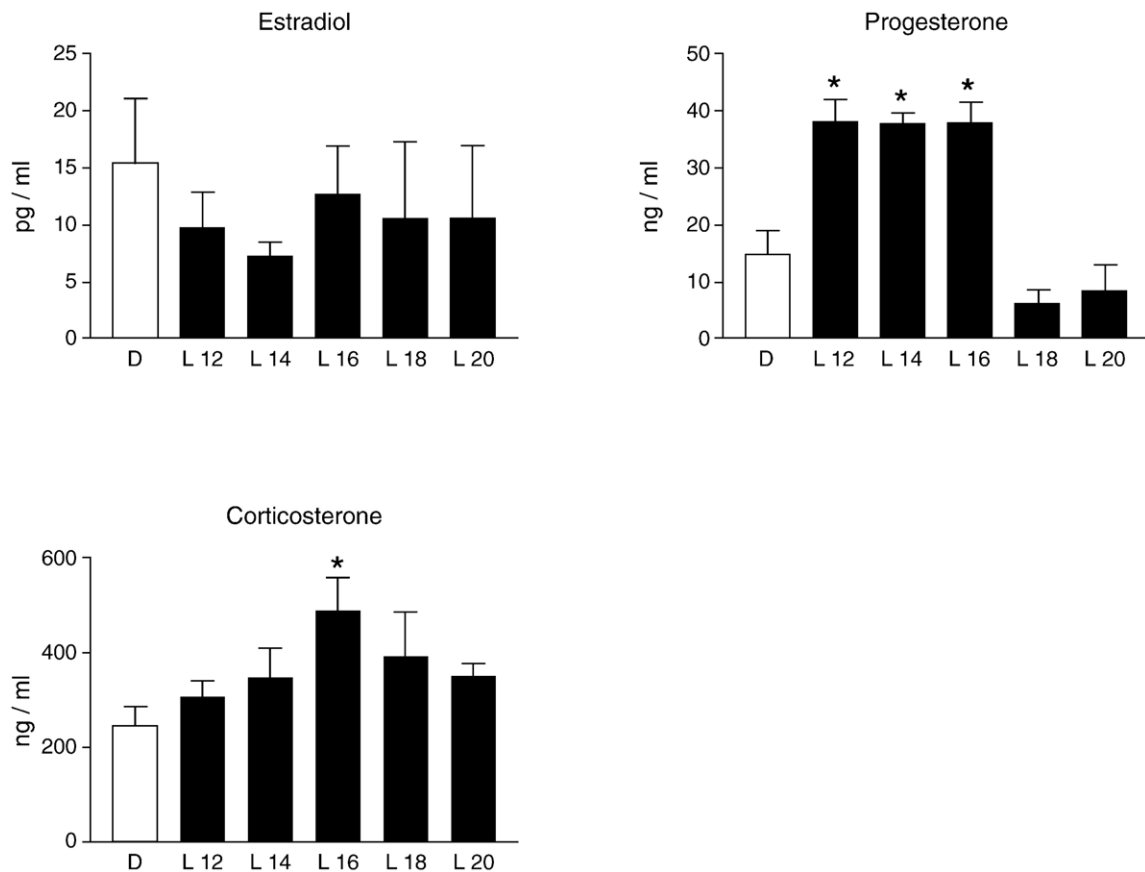 Estradiol
25
20
15
10
5
0
pg / ml
D L 12 L 14 L 16 L 18 L 20
Progesterone
50
40
30
20
10
0
ng / ml
* * *
D L 12 L 14 L 16 L 18 L 20
Corticosterone
600
400
200
0
ng / ml
*
D L 12 L 14 L 16 L 18 L 20